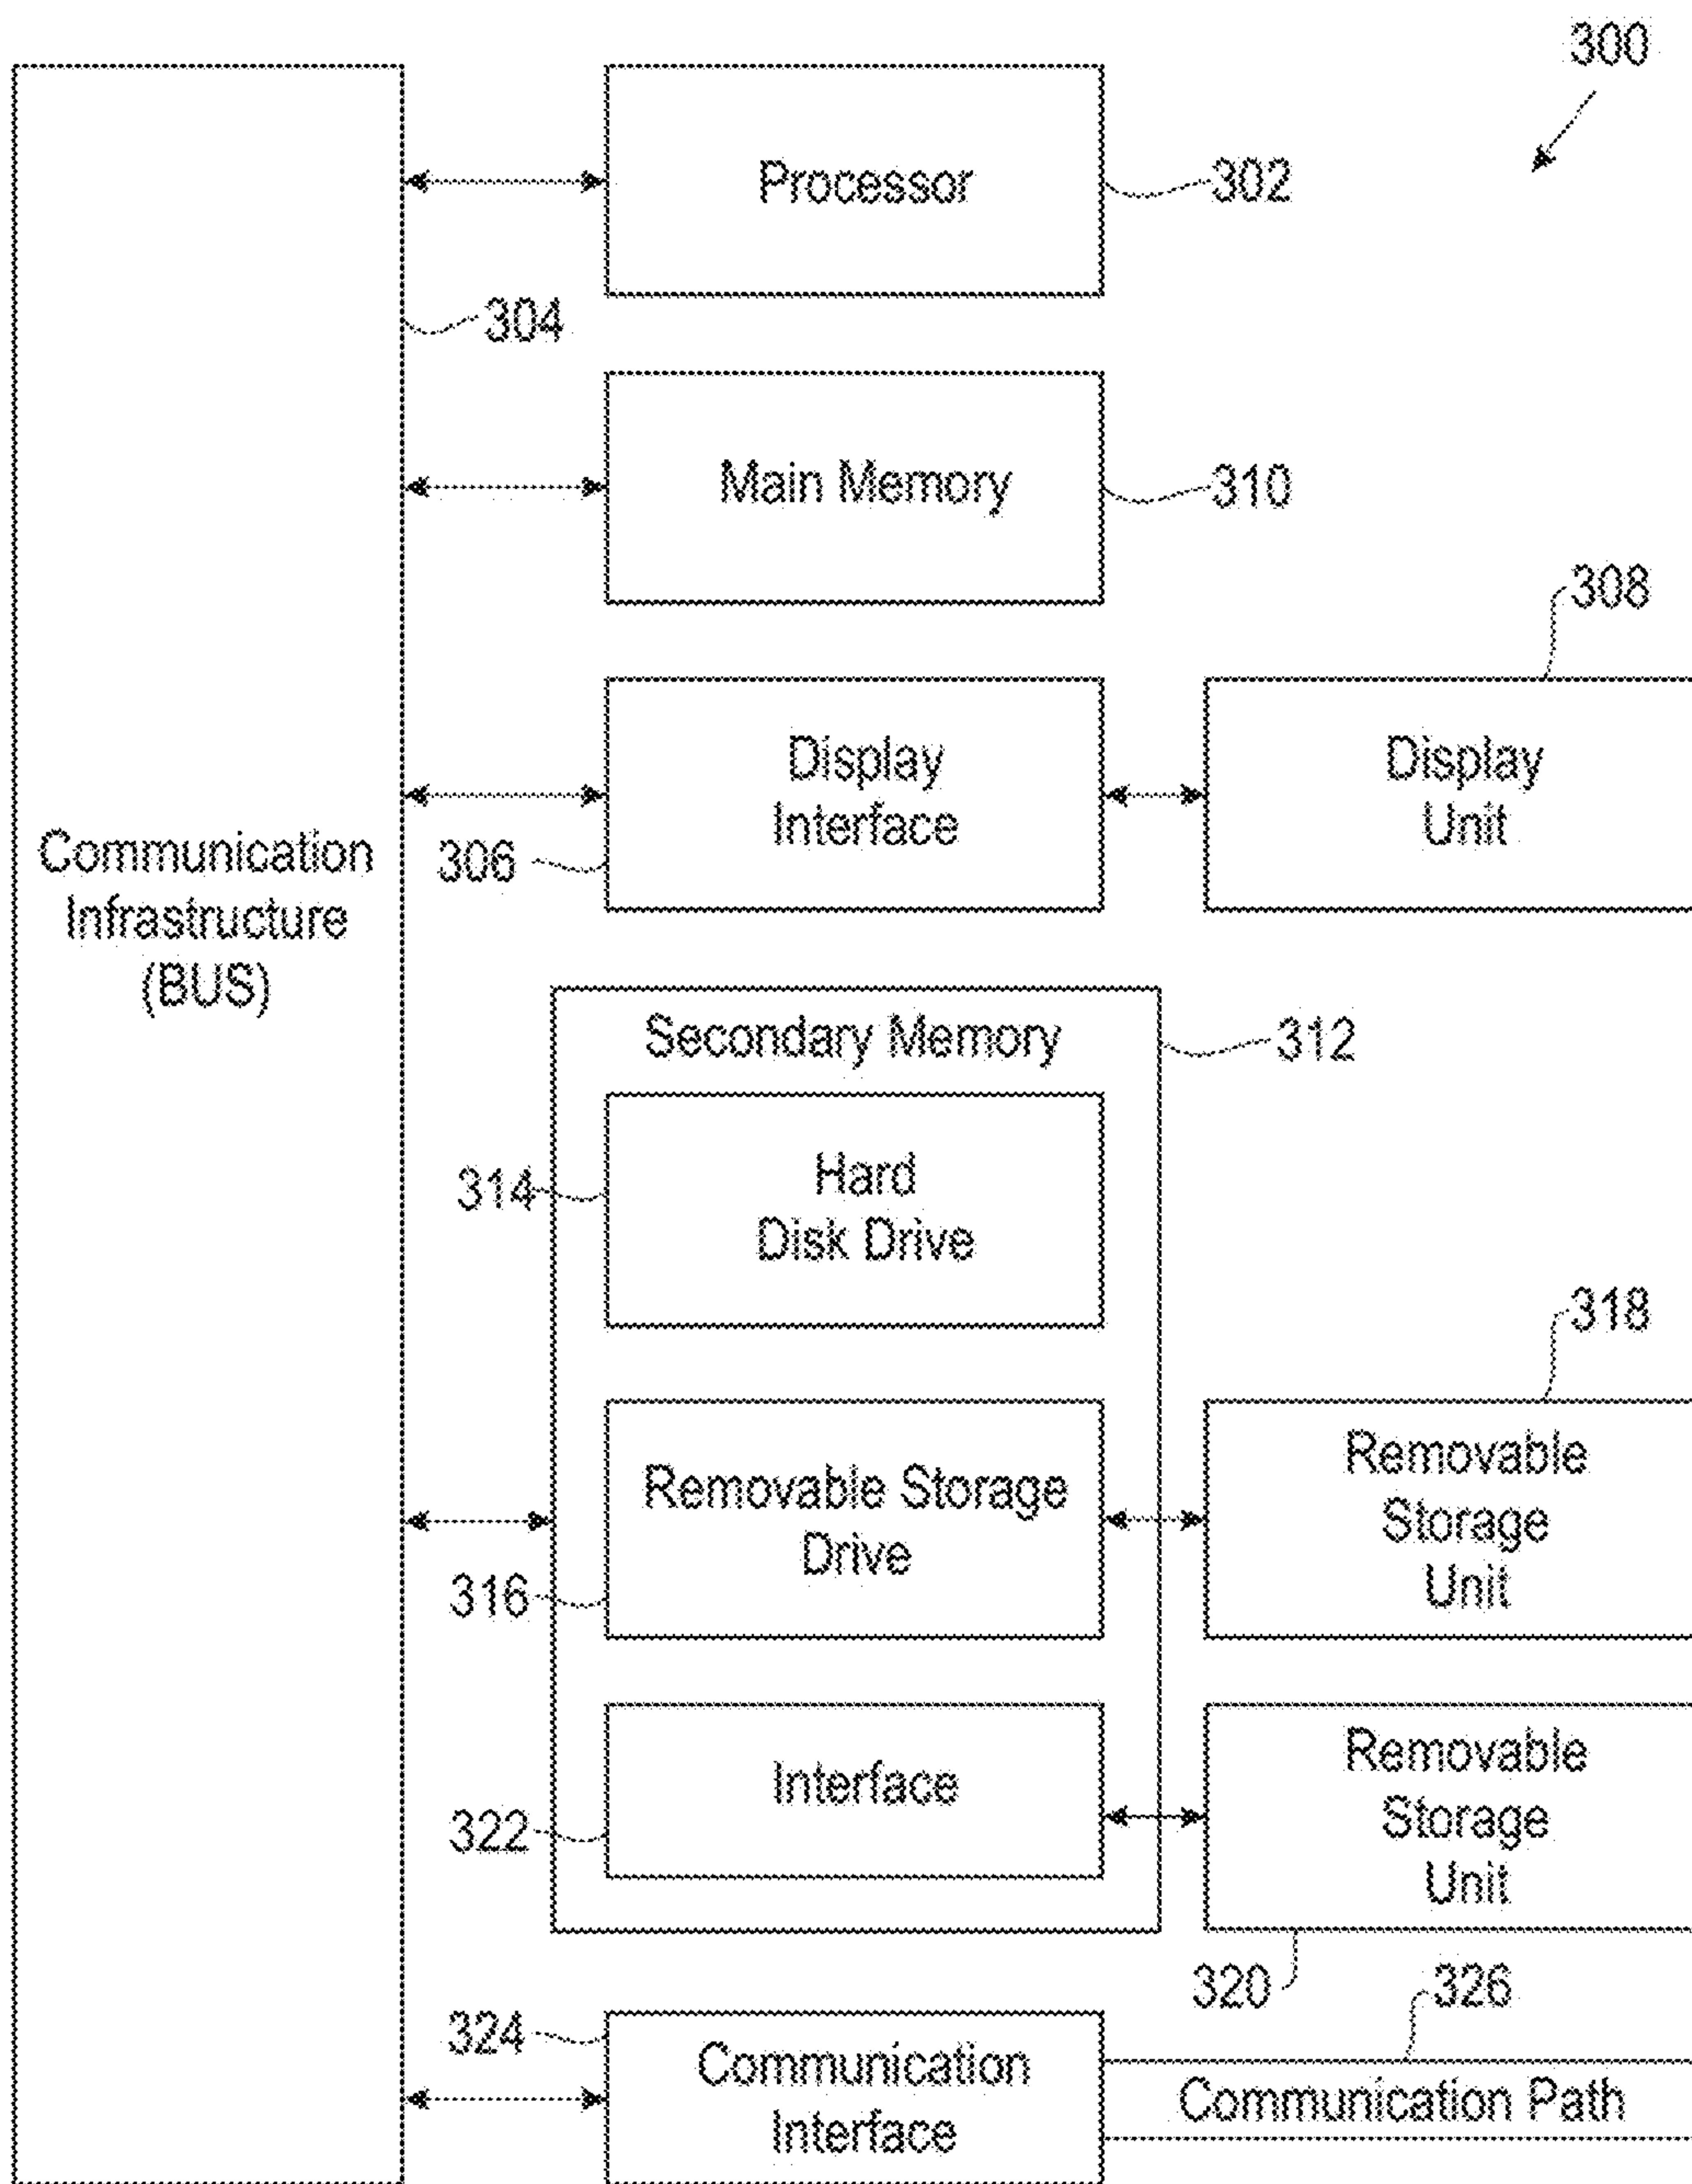 300
Processor
302
304
Main Memory
310
308
Display
Interface
306
Display
Unit
Communication
Infrastructure
(BUS)
Secondary Memory
312
Hard
Disk Drive
314
318
Removable Storage
Drive
316
Removable
Storage
Unit
Interface
322
Removable
Storage
Unit
320
326
324
Communication
Interface
Communication Path